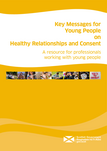 Key Messages for
Young People
on
Healthy Relationships and Consent
A resource for professionals
working with young people